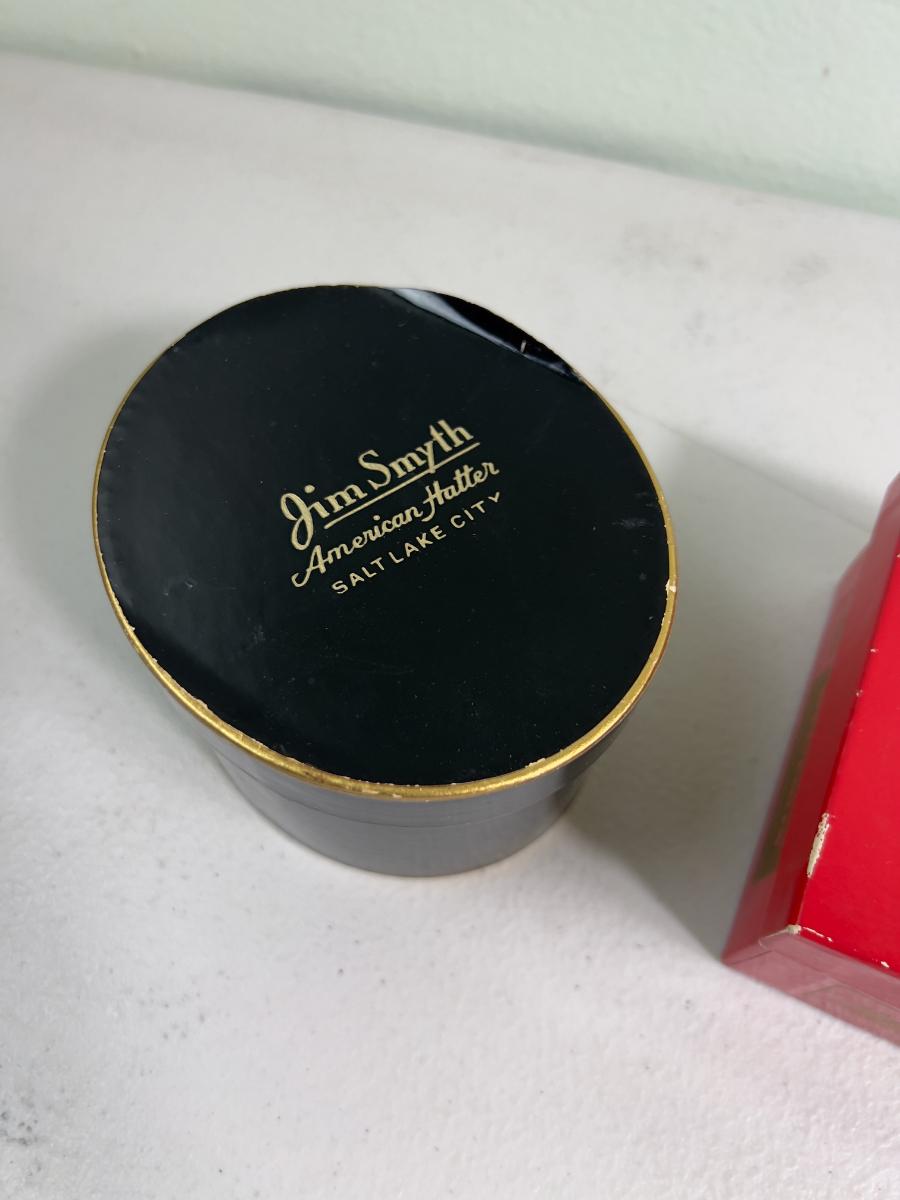 Jim Smyth
American Hatter
SALT LAKE CITY